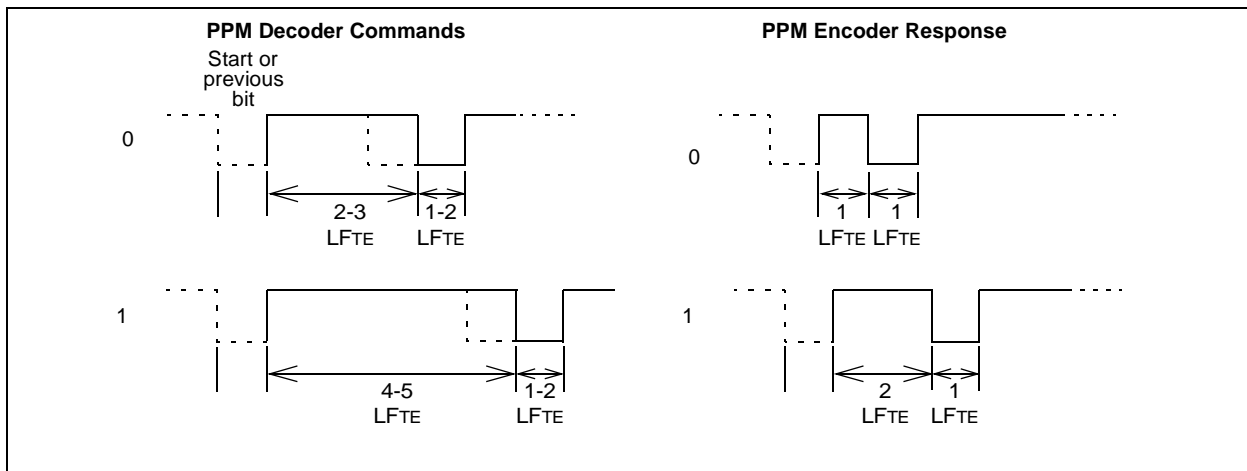 PPM Decoder Commands
PPM Encoder Response
Start or
previous
bit
0
2-3
LFTE
1-2
LFTE
0
1
LFTE
1
LFTE
1
4-5
LFTE
1-2
LFTE
1
2
LFTE
1
LFTE